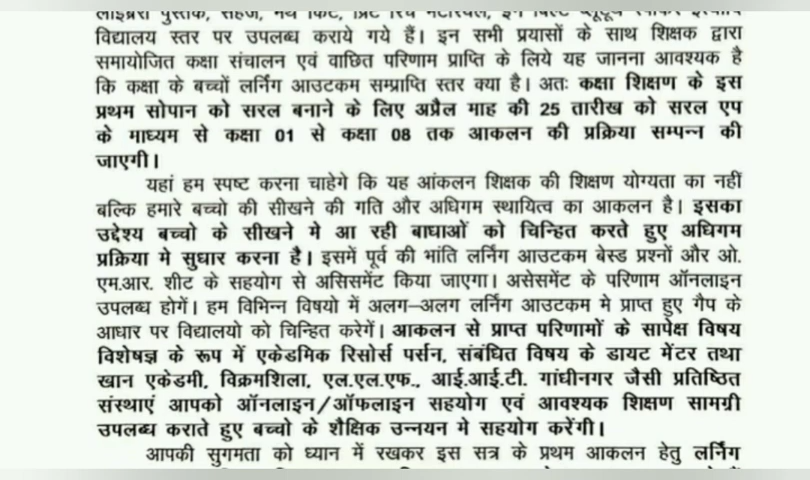 लाइब्रेरी पुस्तकें, सहज, मैथ किट, प्रिंट रिच मटेरियल, इन बिल्ट
विद्यालय स्तर पर उपलब्ध कराये गये हैं। इन सभी प्रयासों के साथ शिक्षक द्वारा
समायोजित कक्षा संचालन एवं वाछित परिणाम प्राप्ति के लिये यह जानना आवश्यक है
कि कक्षा के बच्चों लर्निग आउटकम सम्प्राप्ति स्तर क्या है। अतः कक्षा शिक्षण के इस
प्रथम सोपान को सरल बनाने के लिए अप्रैल माह की 25 तारीख को सरल एप
के माध्यम से कक्षा 01 से कक्षा 08 तक आकलन की प्रक्रिया सम्पन्न की
जाएगी।
यहां हम स्पष्ट करना चाहेगे कि यह आंकलन शिक्षक की शिक्षण योग्यता का नहीं
बल्कि हमारे बच्चो की सीखने की गति और अधिगम स्थायित्व का आकलन है। इसका
उद्देश्य बच्चो के सीखने मे आ रही बाधाओं को चिन्हित करते हुए अधिगम
प्रक्रिया मे सुधार करना है। इसमें पूर्व की भांति लर्निंग आउटकम बेस्ड प्रश्नों और ओ.
एम.आर. शीट के सहयोग से असिसमेंट किया जाएगा। असेसमेंट के परिणाम ऑनलाइन
उपलब्ध होगें। हम विभिन्न विषयो में अलग–अलग लर्निग आउटकम मे प्राप्त हुए गैप के
आधार पर विद्यालयो को चिन्हित करेगें। आकलन से प्राप्त परिणामों के सापेक्ष विषय
विशेषज्ञ के रूप में एकेडमिक रिसोर्स पर्सन, संबंधित विषय के डायट मेंटर तथा
खान एकेडमी, विक्रमशिला, एल.एल.एफ., आई.आई.टी. गांधीनगर जैसी प्रतिष्ठित
संस्थाएं आपको ऑनलाइन/ऑफलाइन सहयोग एवं आवश्यक शिक्षण सामग्री
उपलब्ध कराते हुए बच्चो के शैक्षिक उन्नयन मे सहयोग करेंगी।
आपकी सुगमता को ध्यान में रखकर इस सत्र के प्रथम आकलन हेतु लर्निंग